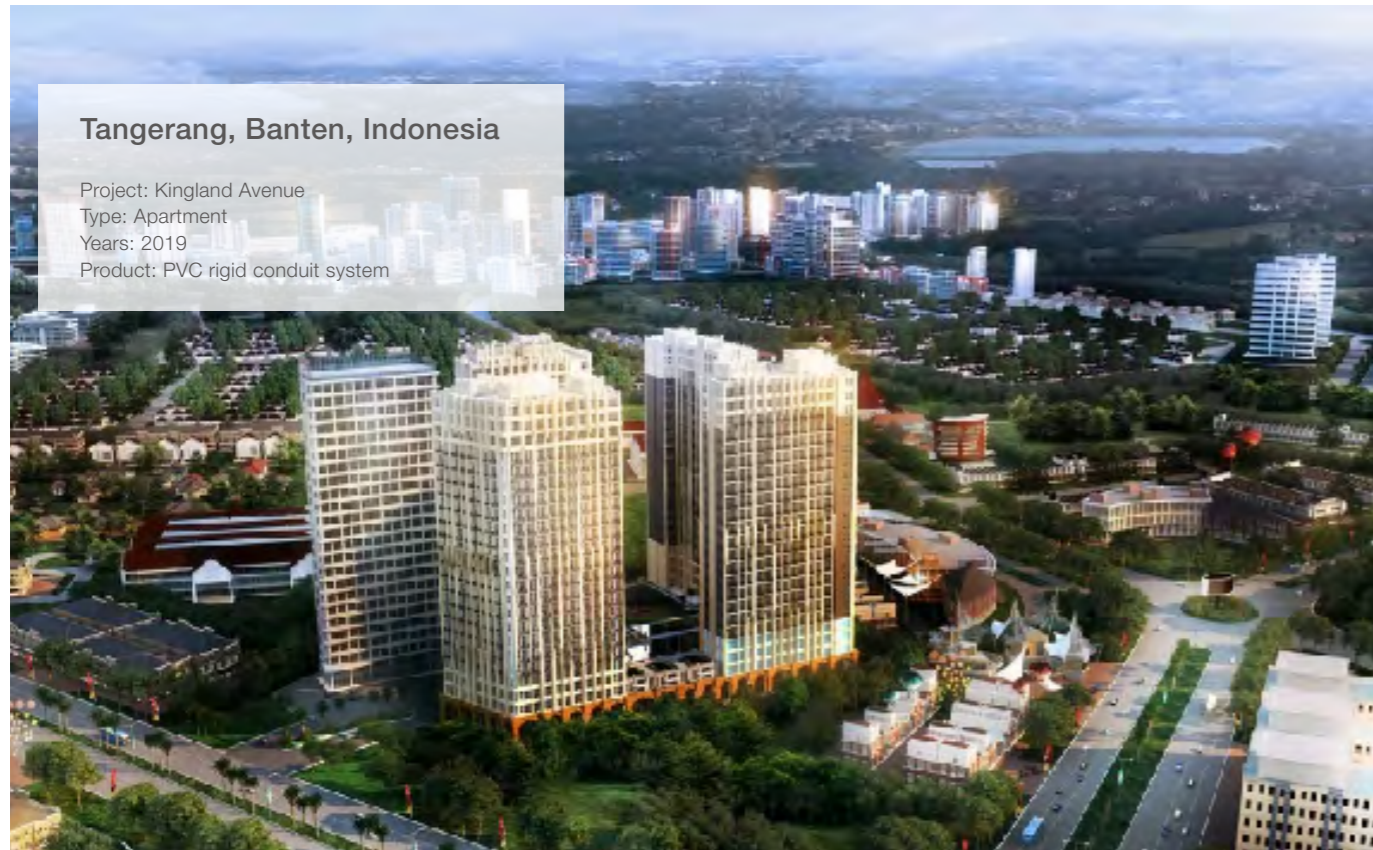 Tangerang, Banten, Indonesia
Project: Kingland Avenue
Type: Apartment
Years: 2019
Product: PVC rigid conduit system